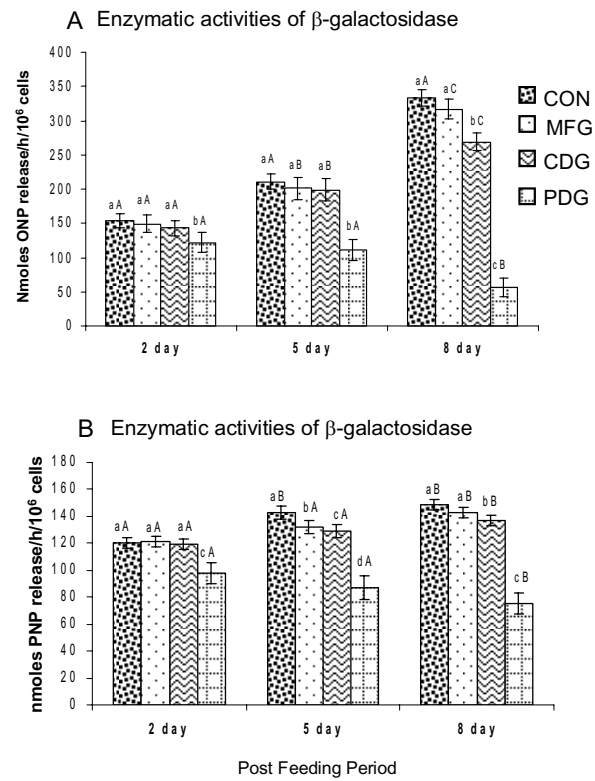 A Enzymatic activities of β-galactosidase
Nmoles ONP release/h/10⁶ cells
400
350
300
250
200
150
100
50
0
aA aA aA bA
aA aB aB bA
aA aC bC cB
2 day 5 day 8 day
CON
MFG
CDG
PDG
B Enzymatic activities of β-galactosidase
nmoles PNP release/h/10⁶ cells
180
160
140
120
100
80
60
40
20
0
aA aA aA cA
aB bA cA dA
aB aB bB cB
2 day 5 day 8 day
Post Feeding Period